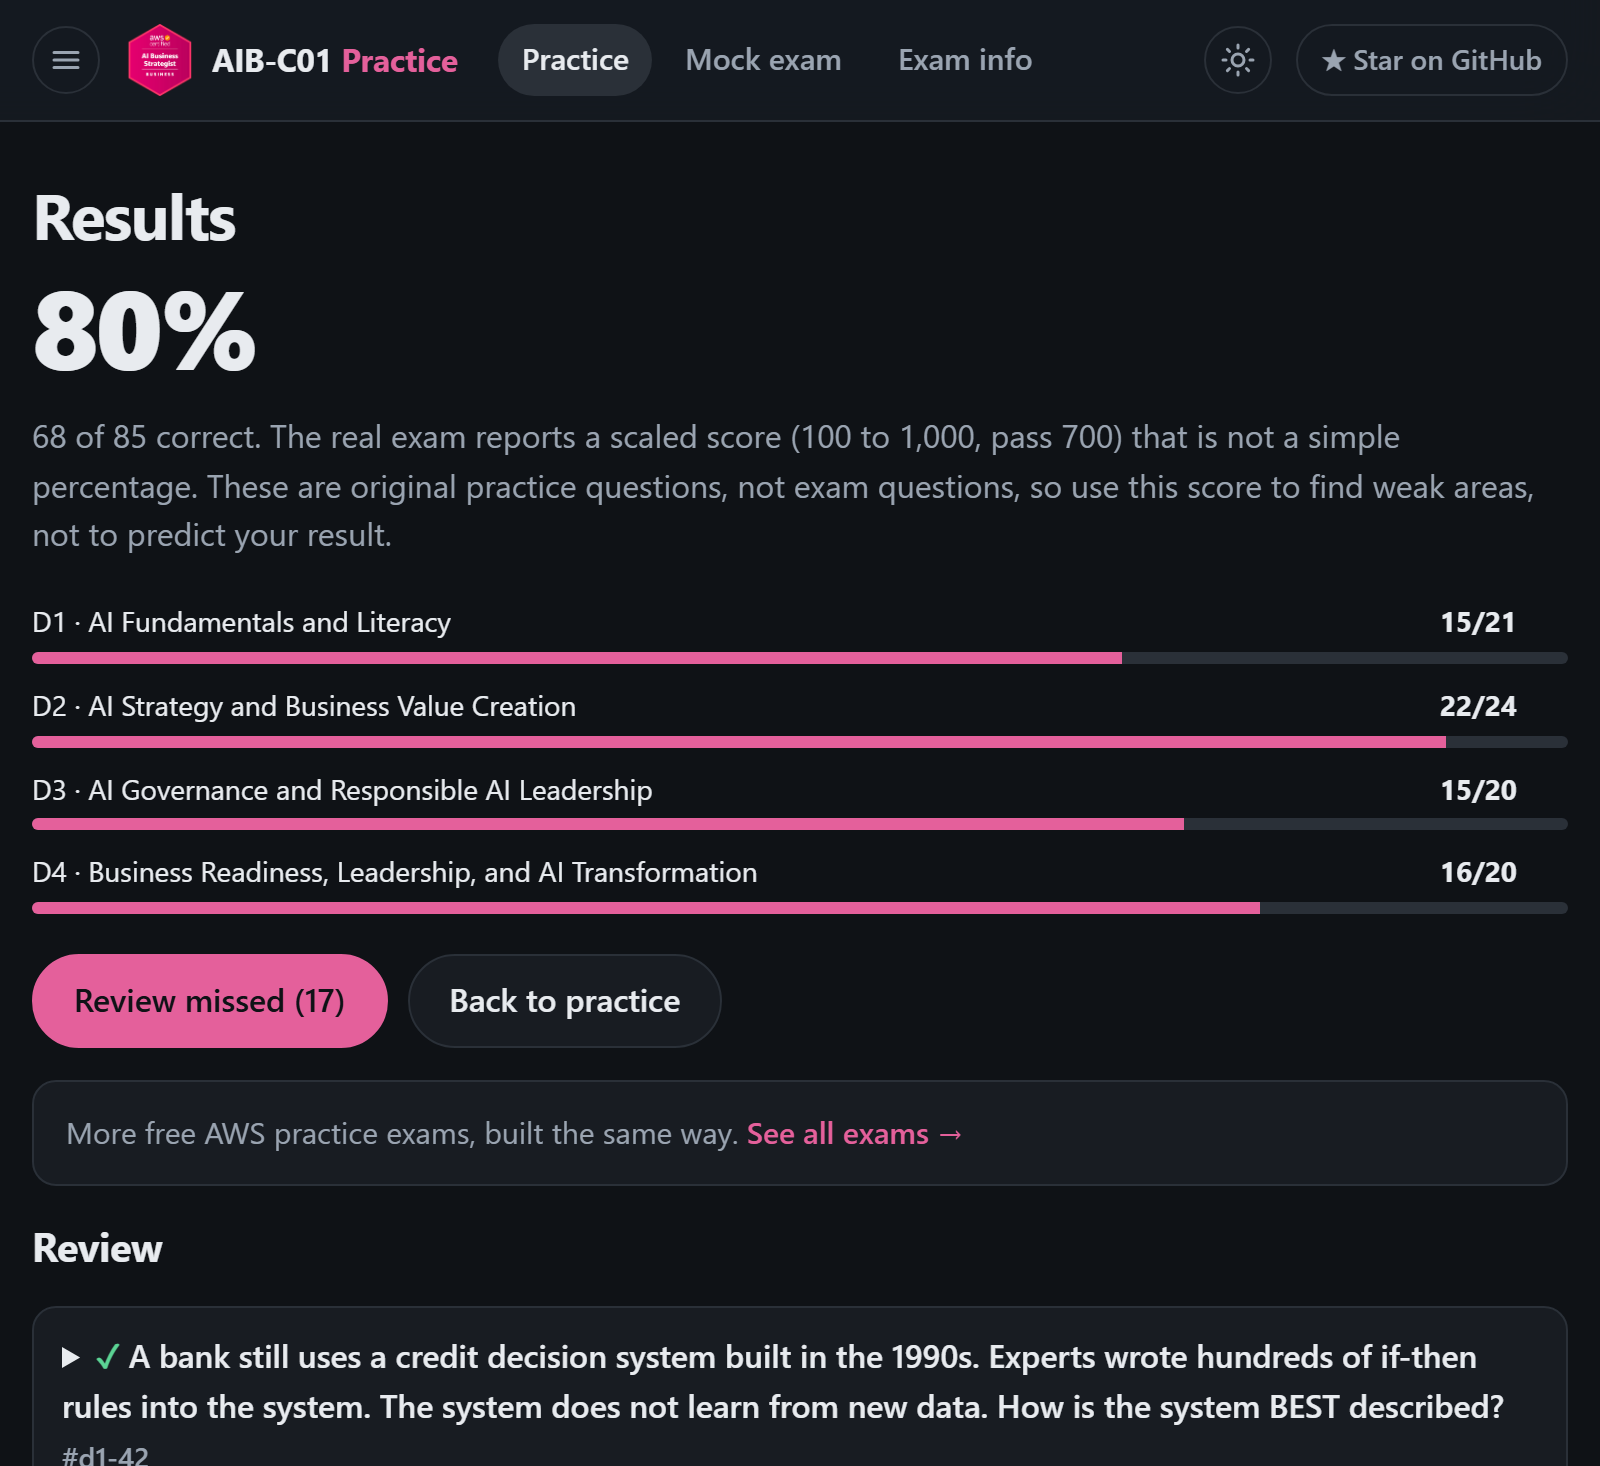 aws
certified
AI Business
Strategist
BUSINESS
AIB-C01 Practice
Practice
Mock exam
Exam info
★ Star on GitHub
Results
80%
68 of 85 correct. The real exam reports a scaled score (100 to 1,000, pass 700) that is not a simple
percentage. These are original practice questions, not exam questions, so use this score to find weak areas,
not to predict your result.
D1 · AI Fundamentals and Literacy 15/21
D2 · AI Strategy and Business Value Creation 22/24
D3 · AI Governance and Responsible AI Leadership 15/20
D4 · Business Readiness, Leadership, and AI Transformation 16/20
Review missed (17)
Back to practice
More free AWS practice exams, built the same way. See all exams →
Review
▶ ✓ A bank still uses a credit decision system built in the 1990s. Experts wrote hundreds of if-then
rules into the system. The system does not learn from new data. How is the system BEST described?
#d1-42